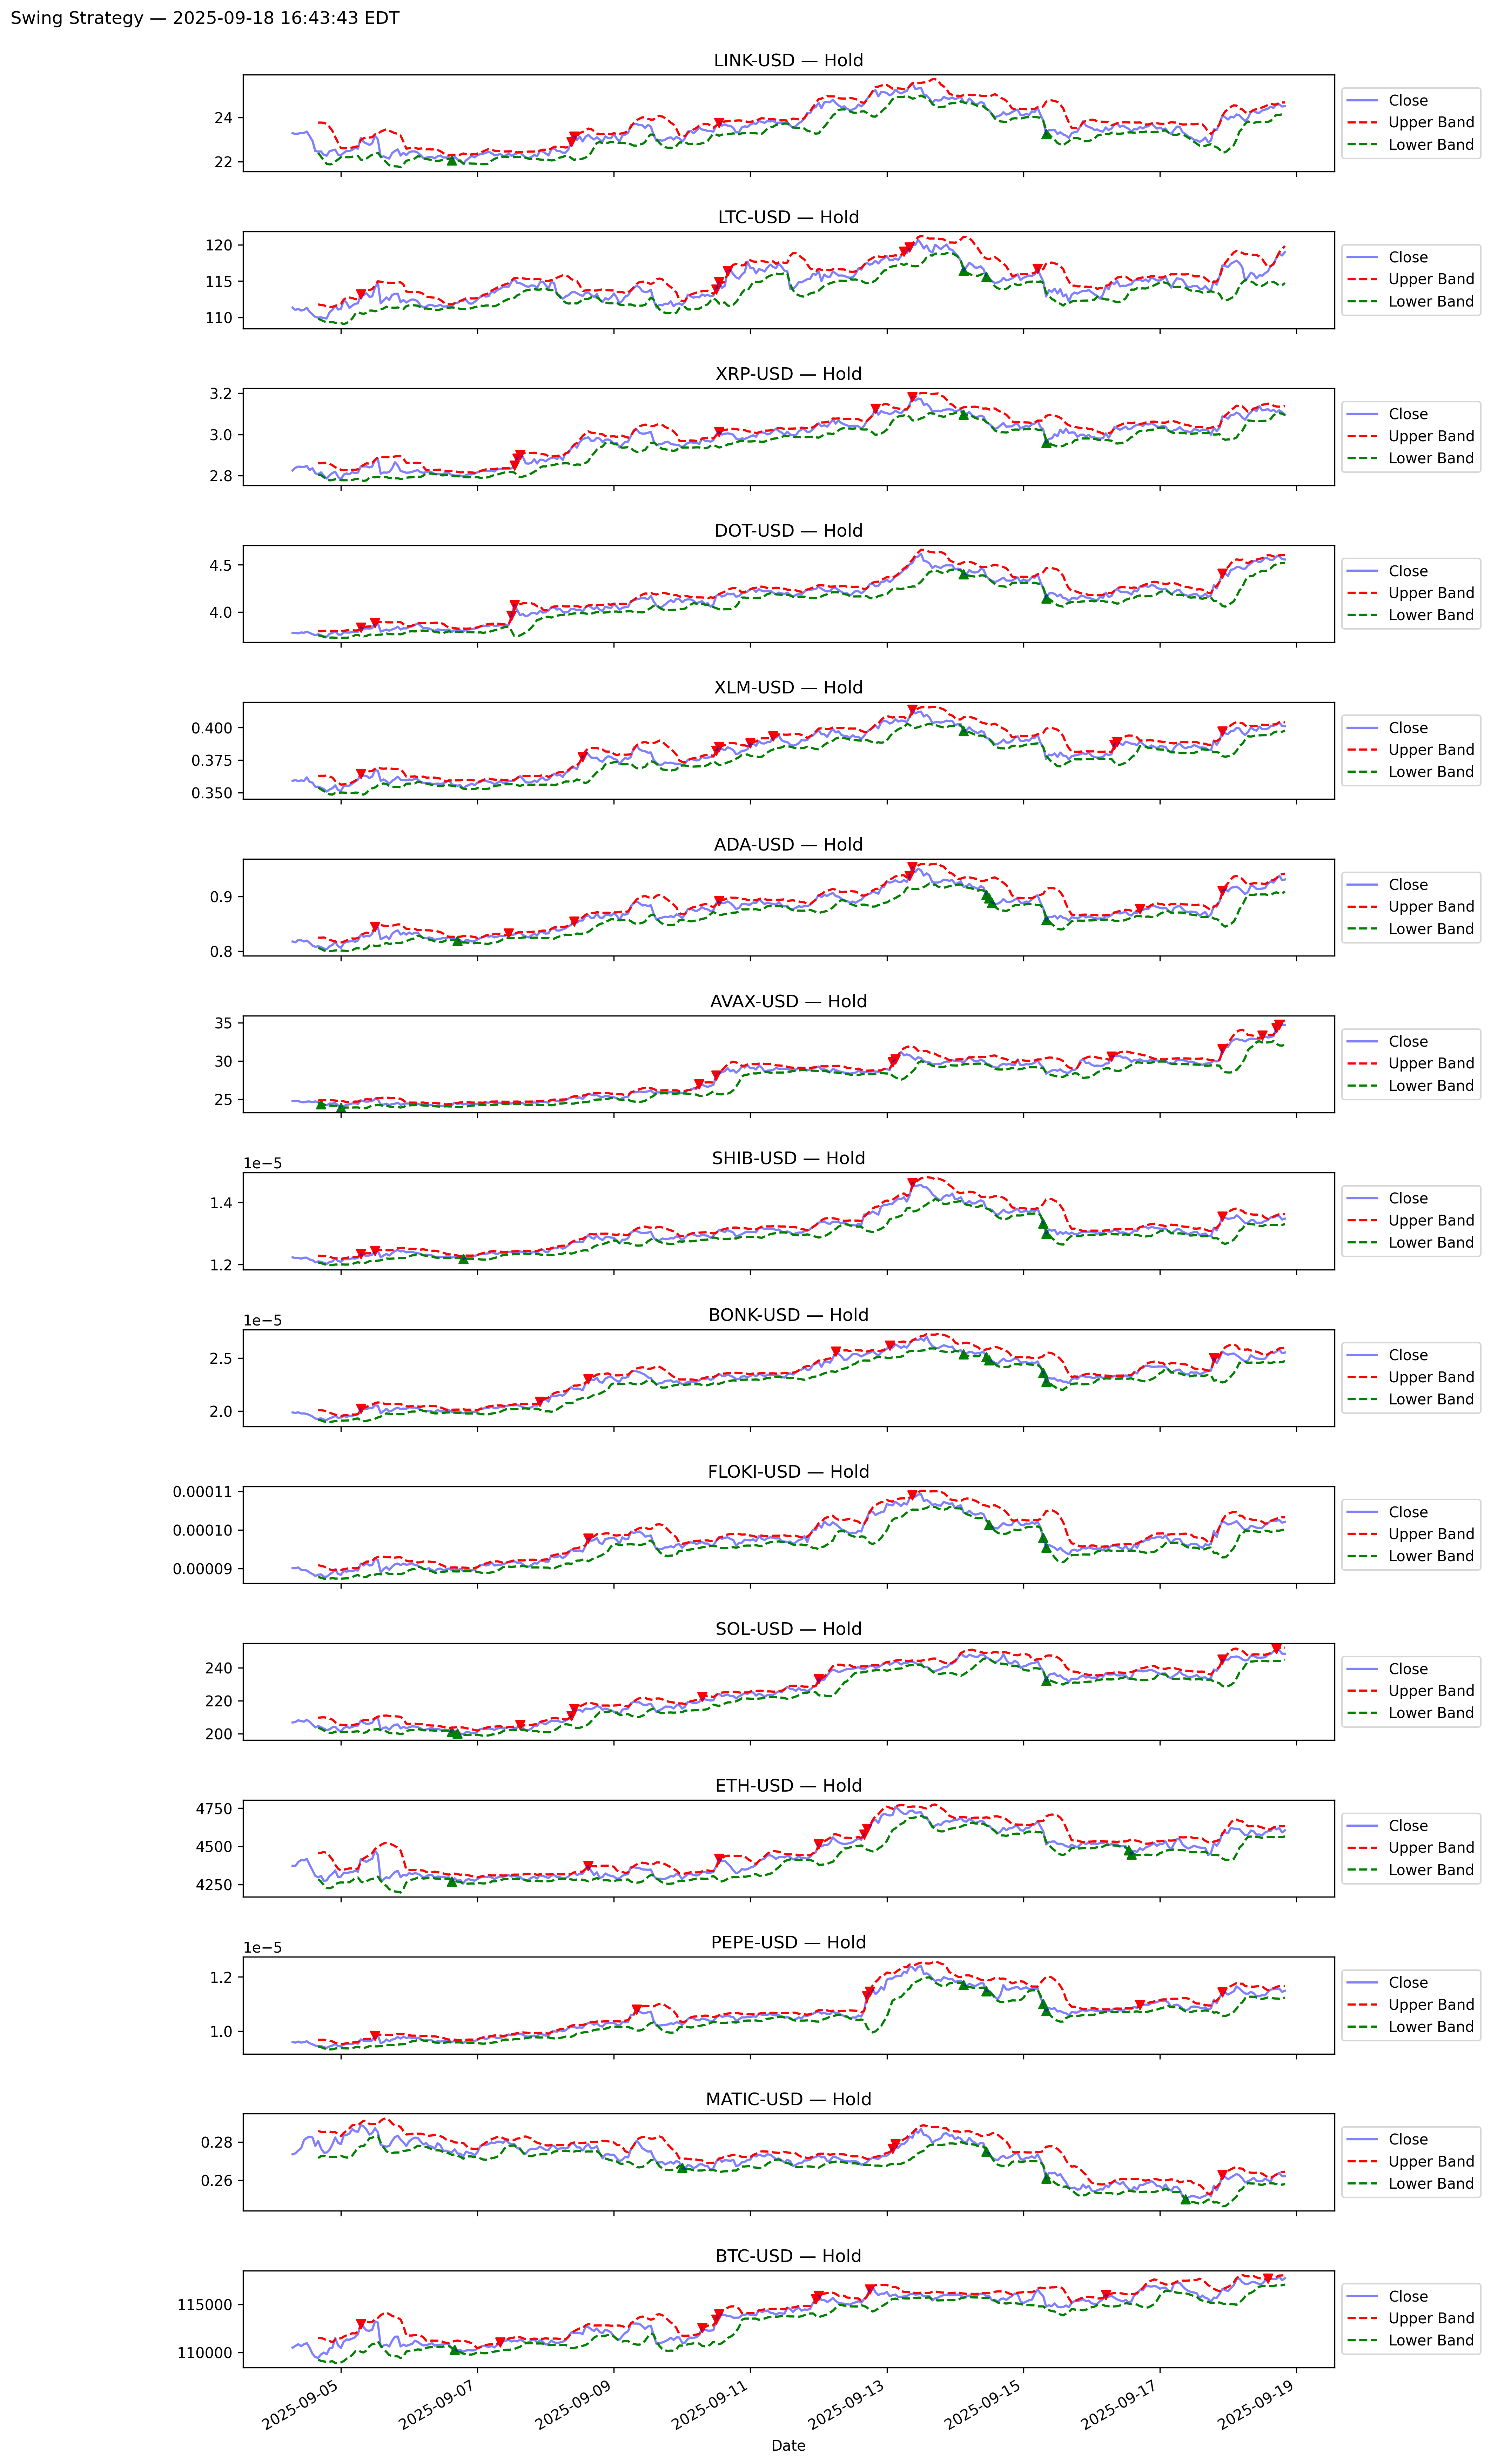 Swing Strategy — 2025-09-18 16:43:43 EDT
LINK-USD — Hold
24
22
Close
Upper Band
Lower Band
LTC-USD — Hold
120
115
110
Close
Upper Band
Lower Band
XRP-USD — Hold
3.2
3.0
2.8
Close
Upper Band
Lower Band
DOT-USD — Hold
4.5
4.0
Close
Upper Band
Lower Band
XLM-USD — Hold
0.400
0.375
0.350
Close
Upper Band
Lower Band
ADA-USD — Hold
0.9
0.8
Close
Upper Band
Lower Band
AVAX-USD — Hold
35
30
25
Close
Upper Band
Lower Band
SHIB-USD — Hold
1e−5
1.4
1.2
Close
Upper Band
Lower Band
BONK-USD — Hold
1e−5
2.5
2.0
Close
Upper Band
Lower Band
FLOKI-USD — Hold
0.00011
0.00010
0.00009
Close
Upper Band
Lower Band
SOL-USD — Hold
240
220
200
Close
Upper Band
Lower Band
ETH-USD — Hold
4750
4500
4250
Close
Upper Band
Lower Band
PEPE-USD — Hold
1e−5
1.2
1.0
Close
Upper Band
Lower Band
MATIC-USD — Hold
0.28
0.26
Close
Upper Band
Lower Band
BTC-USD — Hold
115000
110000
Close
Upper Band
Lower Band
2025-09-05
2025-09-07
2025-09-09
2025-09-11
2025-09-13
2025-09-15
2025-09-17
2025-09-19
Date